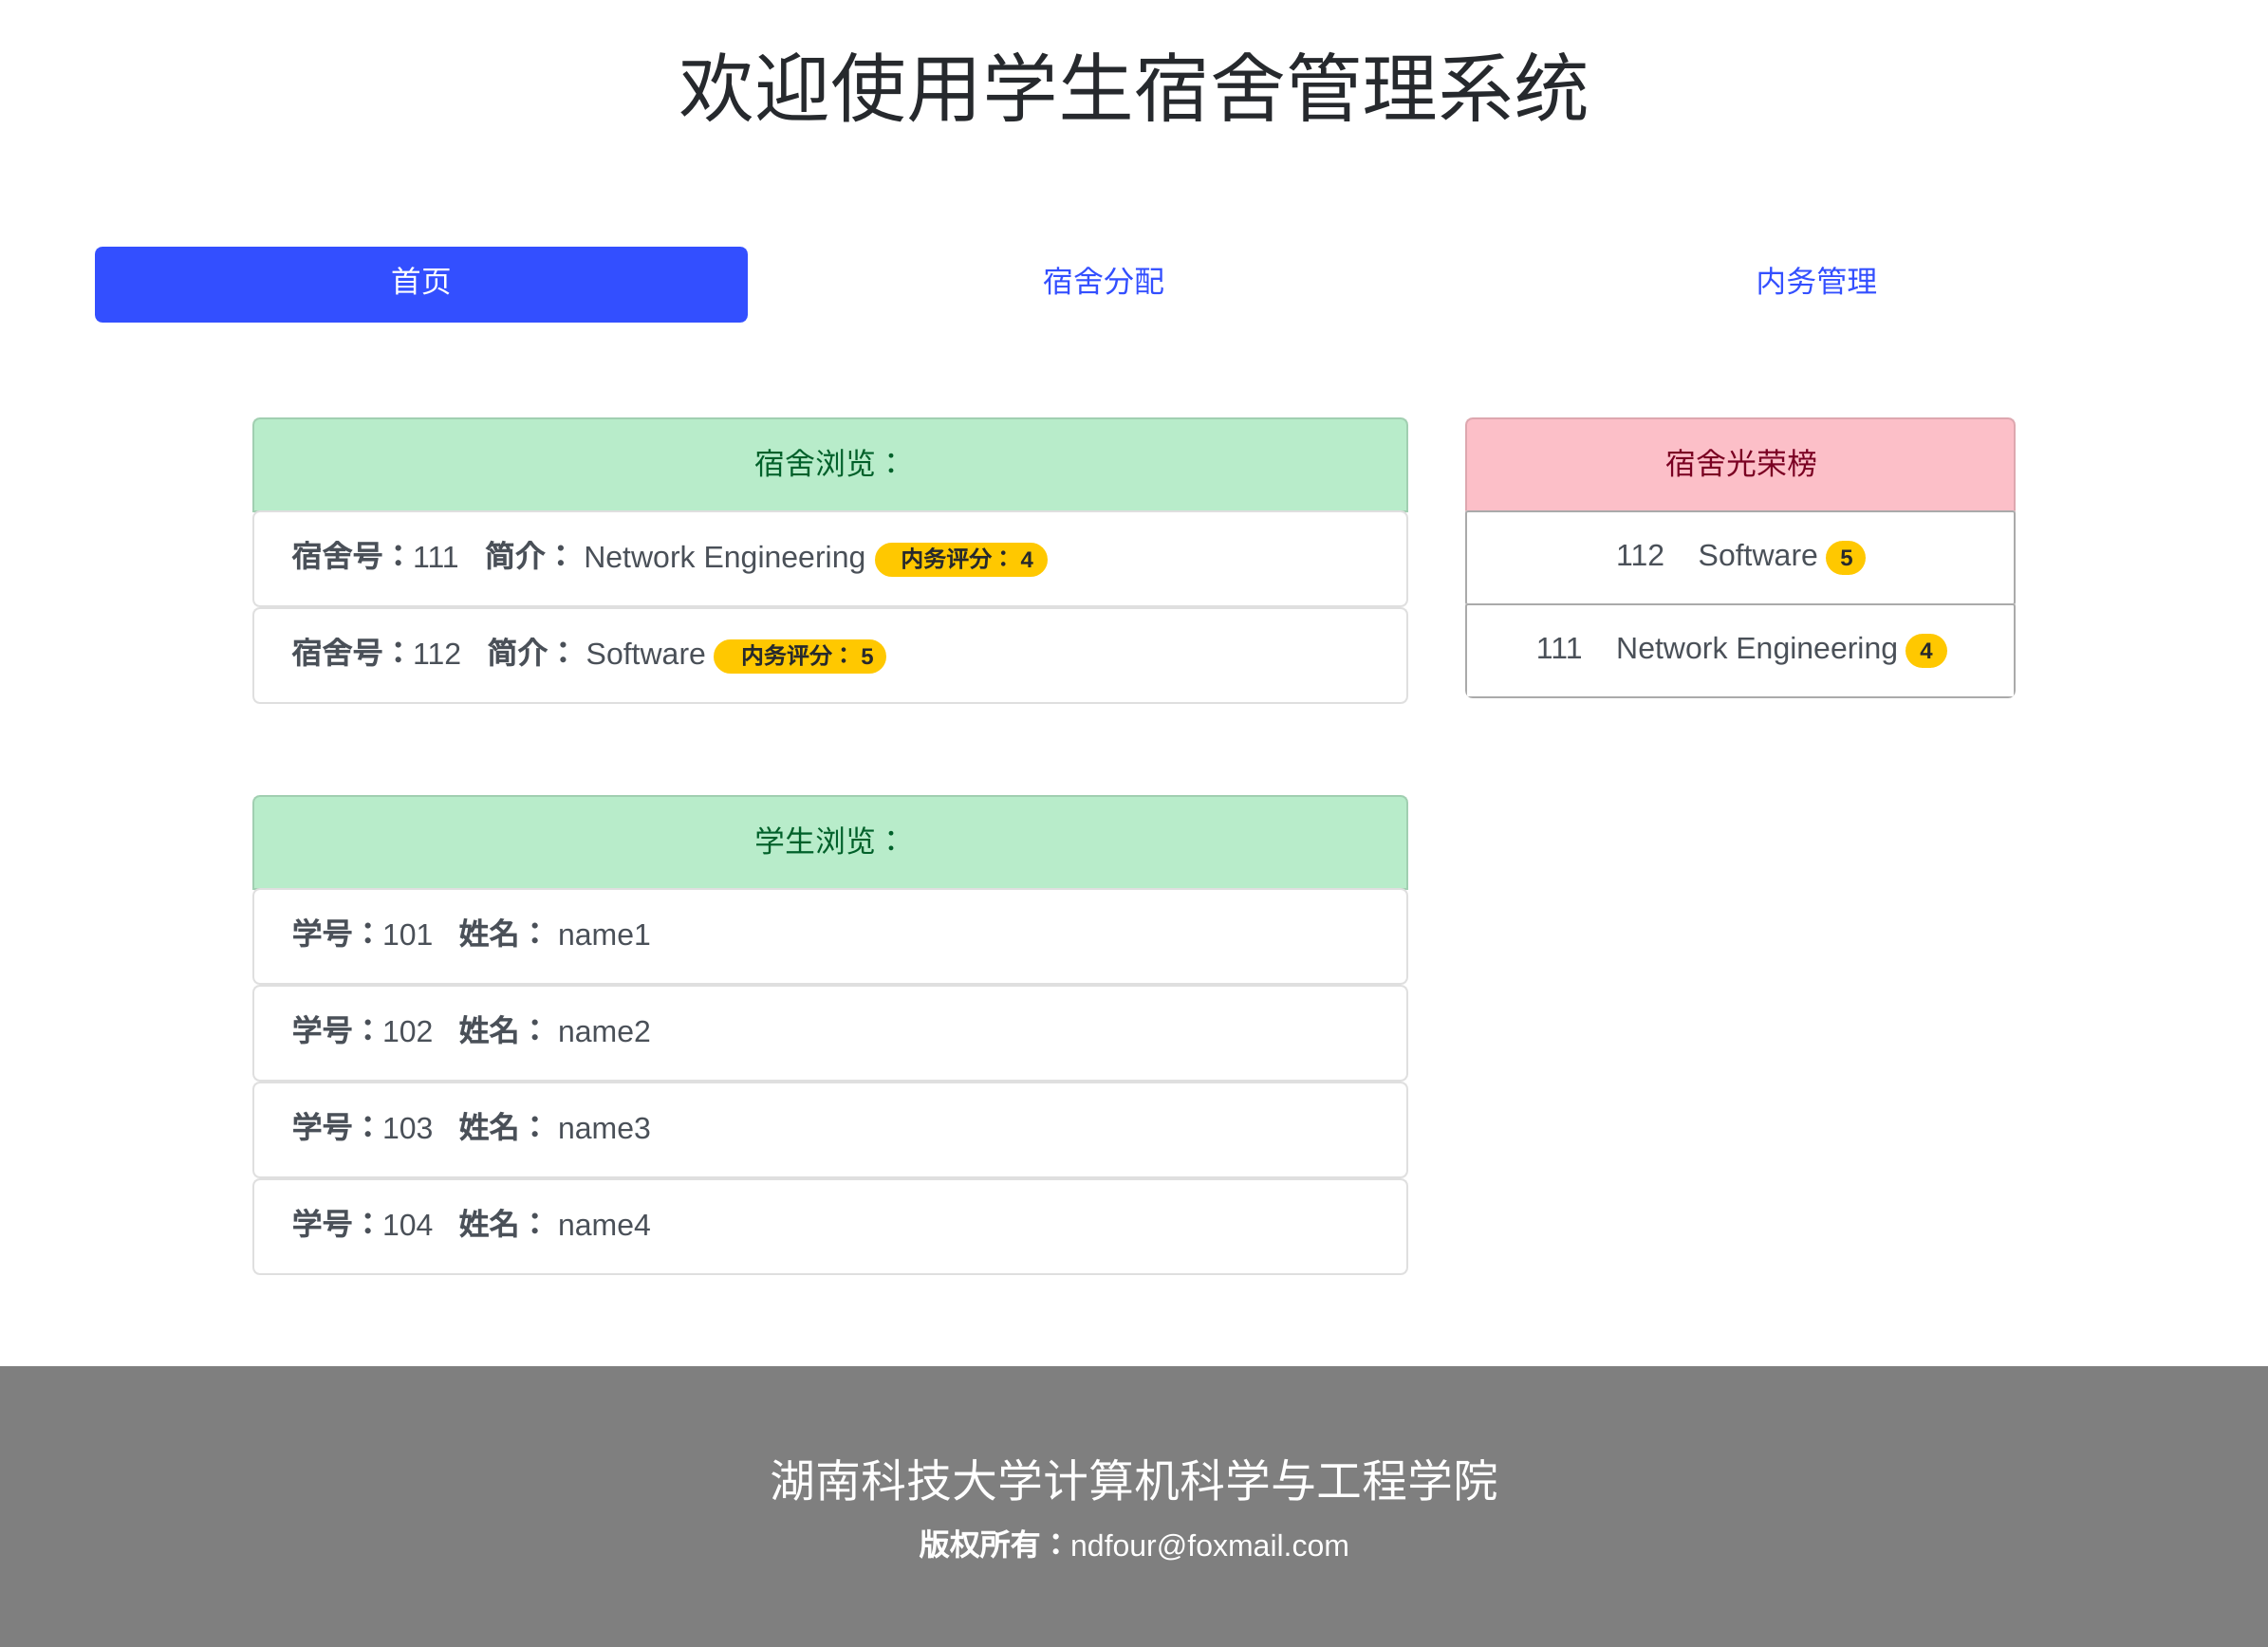 欢迎使用学生宿舍管理系统
首页 宿舍分配 内务管理
宿舍浏览：
宿舍号：111 简介： Network Engineering 内务评分： 4
宿舍号：112 简介： Software 内务评分： 5
宿舍光荣榜
112 Software 5
111 Network Engineering 4
学生浏览：
学号：101 姓名： name1
学号：102 姓名： name2
学号：103 姓名： name3
学号：104 姓名： name4
湖南科技大学计算机科学与工程学院
版权所有：ndfour@foxmail.com